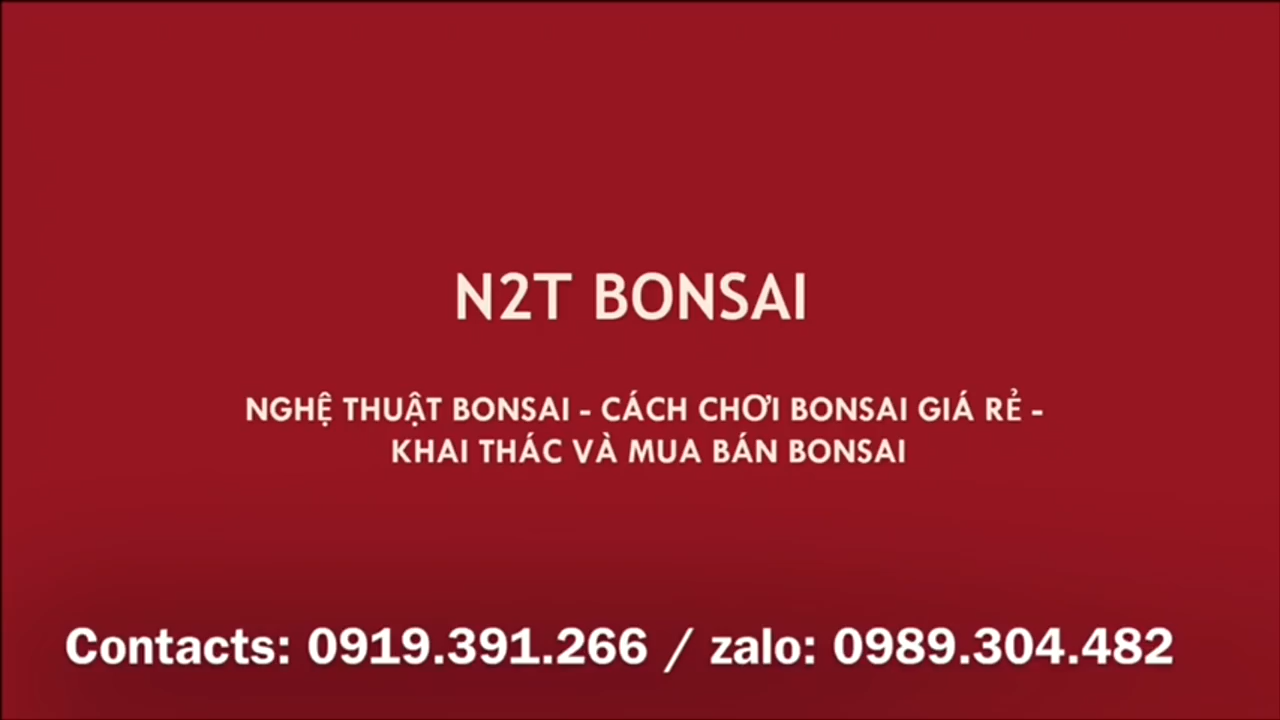 N2T BONSAI
NGHỆ THUẬT BONSAI - CÁCH CHƠI BONSAI GIÁ RẺ -
KHAI THÁC VÀ MUA BÁN BONSAI
Contacts: 0919.391.266 / zalo: 0989.304.482